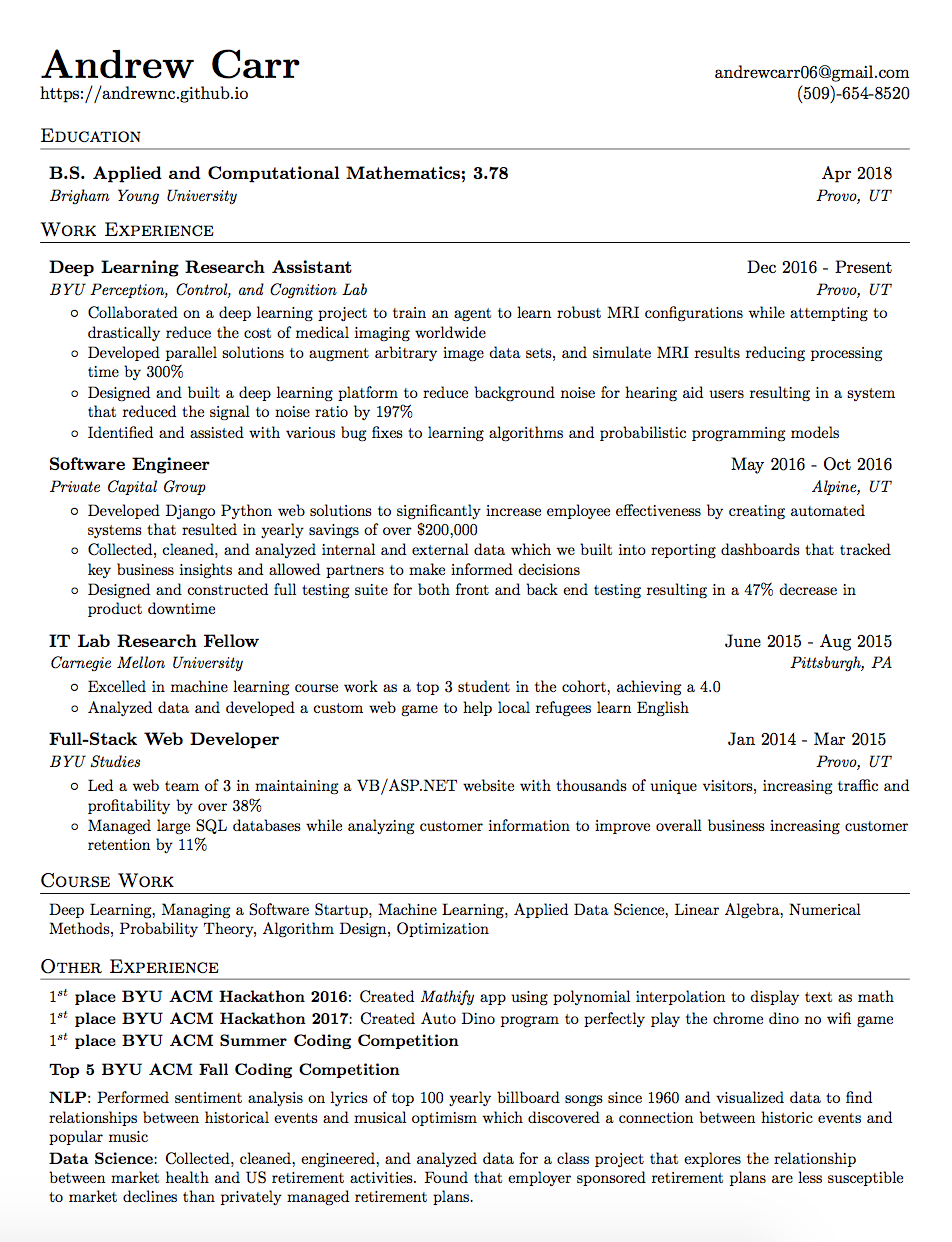 Andrew Carr
andrewcarr06@gmail.com
https://andrewnc.github.io
(509)-654-8520
Education
B.S. Applied and Computational Mathematics; 3.78
Apr 2018
Brigham Young University
Provo, UT
Work Experience
Deep Learning Research Assistant
Dec 2016 - Present
BYU Perception, Control, and Cognition Lab
Provo, UT
◦ Collaborated on a deep learning project to train an agent to learn robust MRI configurations while attempting to
drastically reduce the cost of medical imaging worldwide
◦ Developed parallel solutions to augment arbitrary image data sets, and simulate MRI results reducing processing
time by 300%
◦ Designed and built a deep learning platform to reduce background noise for hearing aid users resulting in a system
that reduced the signal to noise ratio by 197%
◦ Identified and assisted with various bug fixes to learning algorithms and probabilistic programming models
Software Engineer
May 2016 - Oct 2016
Private Capital Group
Alpine, UT
◦ Developed Django Python web solutions to significantly increase employee effectiveness by creating automated
systems that resulted in yearly savings of over $200,000
◦ Collected, cleaned, and analyzed internal and external data which we built into reporting dashboards that tracked
key business insights and allowed partners to make informed decisions
◦ Designed and constructed full testing suite for both front and back end testing resulting in a 47% decrease in
product downtime
IT Lab Research Fellow
June 2015 - Aug 2015
Carnegie Mellon University
Pittsburgh, PA
◦ Excelled in machine learning course work as a top 3 student in the cohort, achieving a 4.0
◦ Analyzed data and developed a custom web game to help local refugees learn English
Full-Stack Web Developer
Jan 2014 - Mar 2015
BYU Studies
Provo, UT
◦ Led a web team of 3 in maintaining a VB/ASP.NET website with thousands of unique visitors, increasing traffic and
profitability by over 38%
◦ Managed large SQL databases while analyzing customer information to improve overall business increasing customer
retention by 11%
Course Work
Deep Learning, Managing a Software Startup, Machine Learning, Applied Data Science, Linear Algebra, Numerical
Methods, Probability Theory, Algorithm Design, Optimization
Other Experience
1st place BYU ACM Hackathon 2016: Created Mathify app using polynomial interpolation to display text as math
1st place BYU ACM Hackathon 2017: Created Auto Dino program to perfectly play the chrome dino no wifi game
1st place BYU ACM Summer Coding Competition
Top 5 BYU ACM Fall Coding Competition
NLP: Performed sentiment analysis on lyrics of top 100 yearly billboard songs since 1960 and visualized data to find
relationships between historical events and musical optimism which discovered a connection between historic events and
popular music
Data Science: Collected, cleaned, engineered, and analyzed data for a class project that explores the relationship
between market health and US retirement activities. Found that employer sponsored retirement plans are less susceptible
to market declines than privately managed retirement plans.